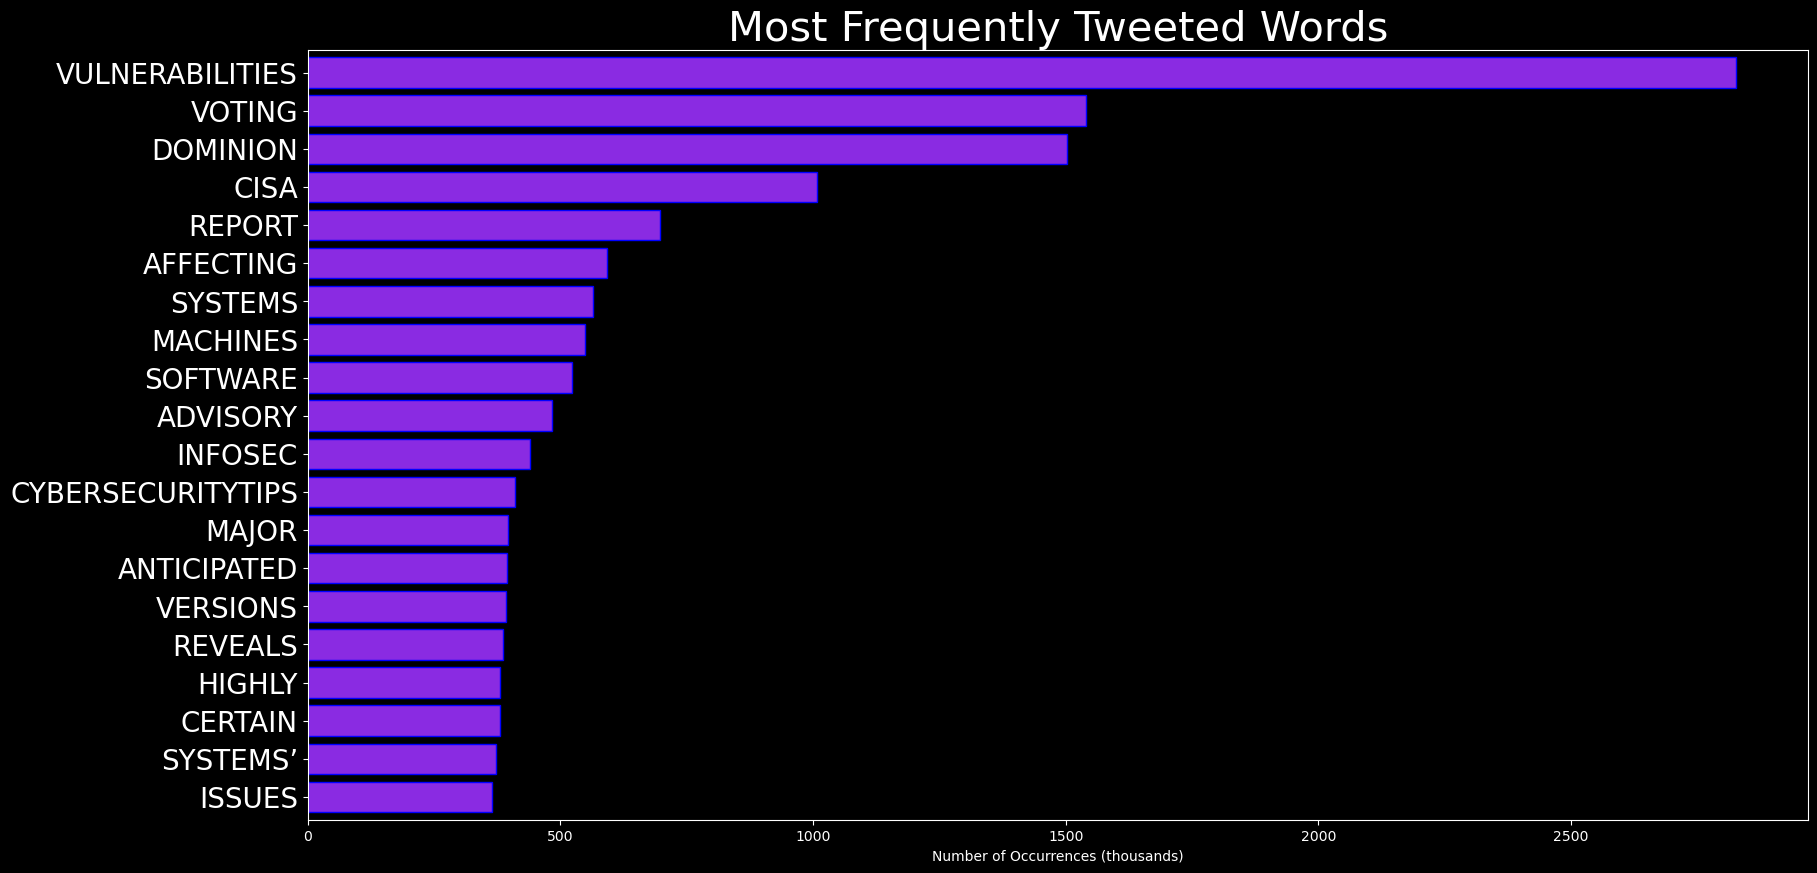 Most Frequently Tweeted Words
VULNERABILITIES
VOTING
DOMINION
CISA
REPORT
AFFECTING
SYSTEMS
MACHINES
SOFTWARE
ADVISORY
INFOSEC
CYBERSECURITYTIPS
MAJOR
ANTICIPATED
VERSIONS
REVEALS
HIGHLY
CERTAIN
SYSTEMS’
ISSUES
0 500 1000 1500 2000 2500
Number of Occurrences (thousands)